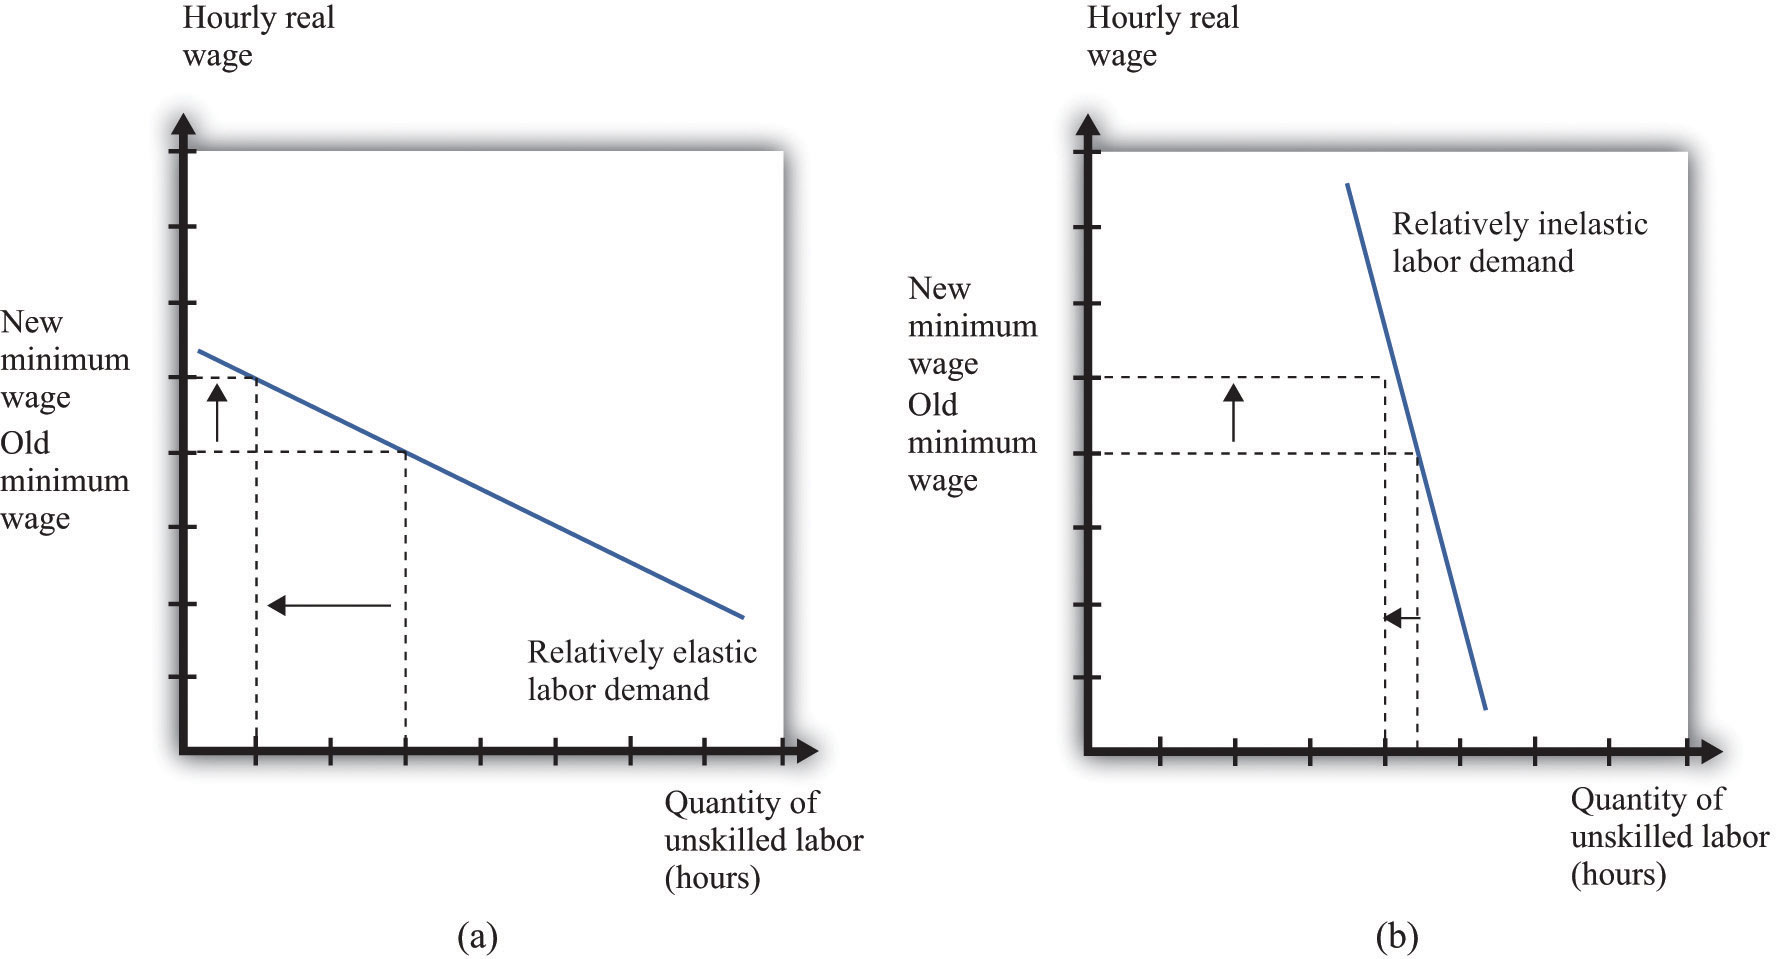 Hourly real
wage
New
minimum
wage
Old
minimum
wage
Relatively elastic
labor demand
Quantity of
unskilled labor
(hours)
(a)
Hourly real
wage
Relatively inelastic
labor demand
New
minimum
wage
Old
minimum
wage
Quantity of
unskilled labor
(hours)
(b)